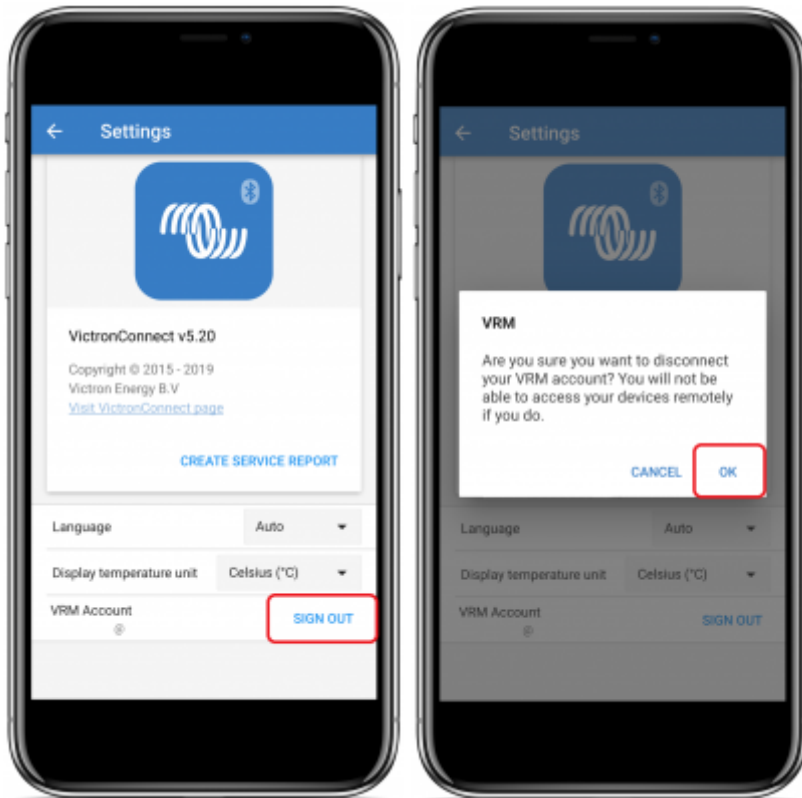 Settings
VictronConnect v5.20
Copyright © 2015 - 2019
Victron Energy B.V
Visit VictronConnect page
CREATE SERVICE REPORT
Language Auto
Display temperature unit Celsius (°C)
VRM Account
@
SIGN OUT
Settings
VRM
Are you sure you want to disconnect
your VRM account? You will not be
able to access your devices remotely
if you do.
CANCEL OK
Language Auto
Display temperature unit Celsius (°C)
VRM Account
@
SIGN OUT